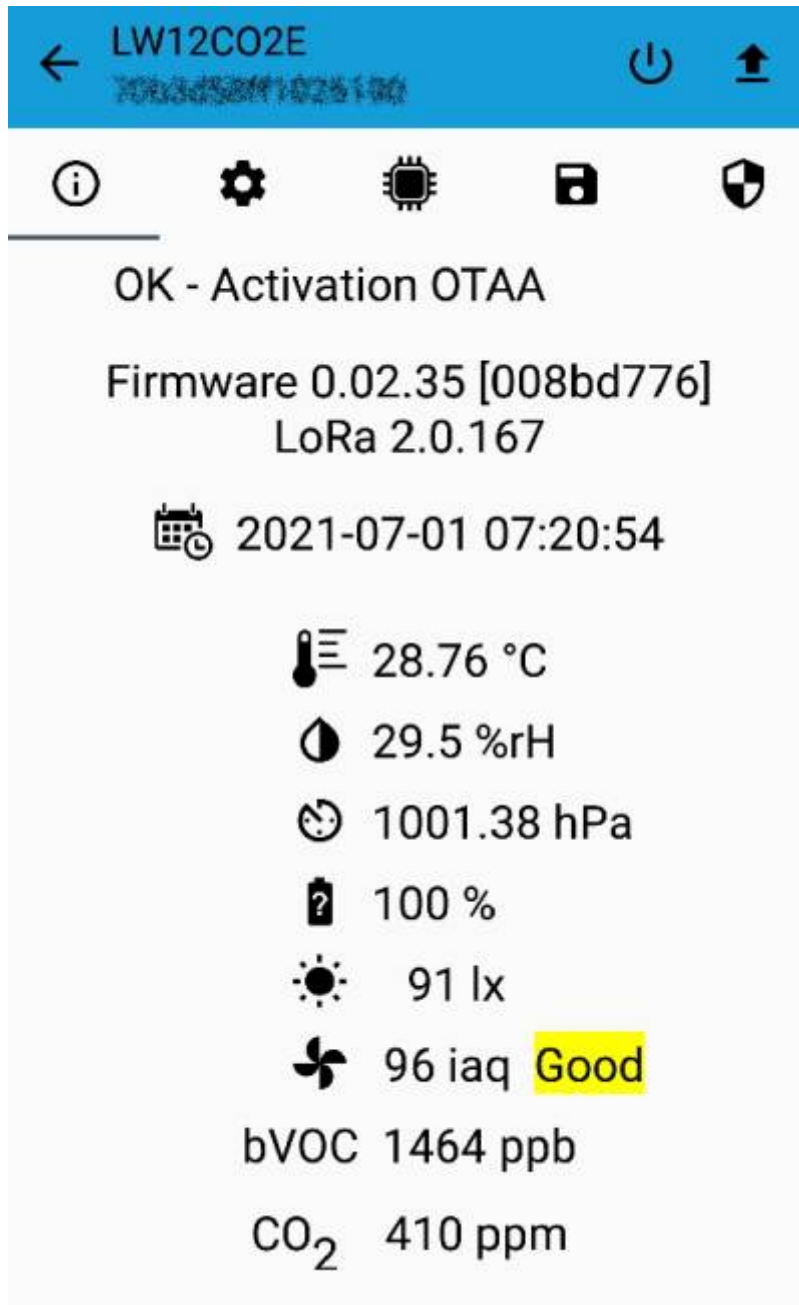 LW12CO2E
OK - Activation OTAA
Firmware 0.02.35 [008bd776]
LoRa 2.0.167
2021-07-01 07:20:54
28.76 °C
29.5 %rH
1001.38 hPa
100 %
91 lx
96 iaq Good
bVOC 1464 ppb
CO₂ 410 ppm